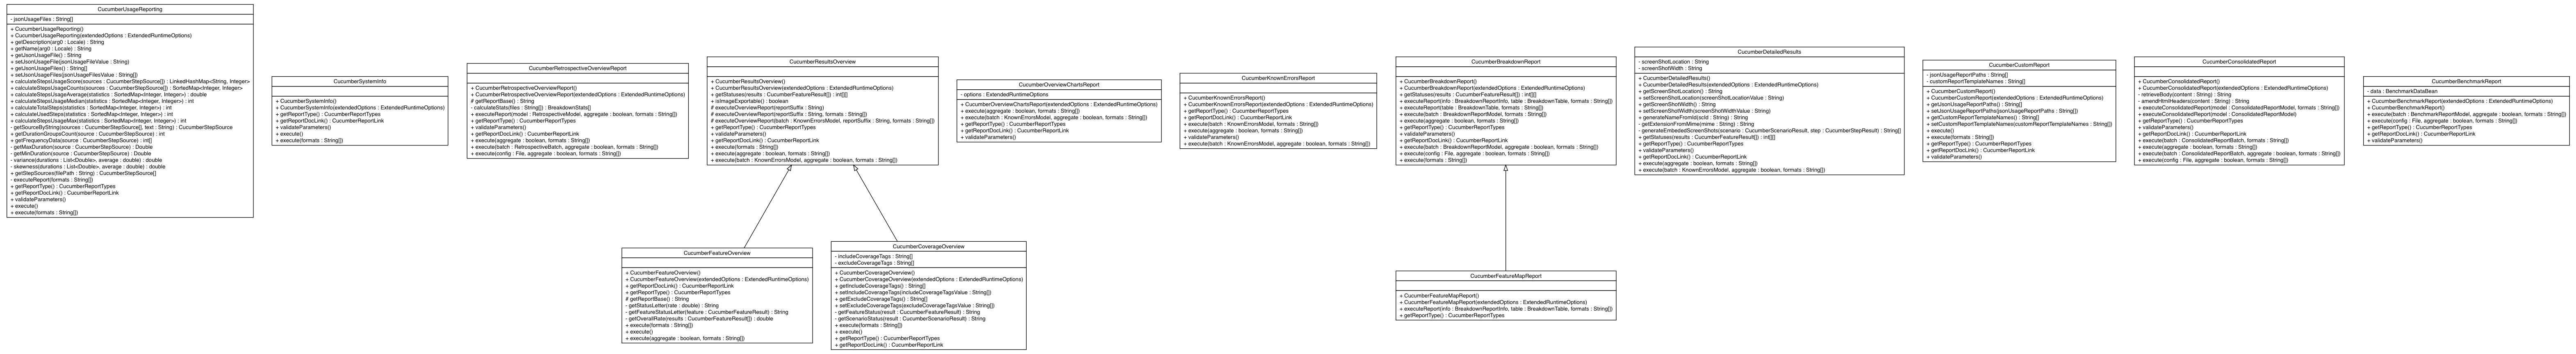 CucumberUsageReporting
- jsonUsageFiles : String[]
+ CucumberUsageReporting()
+ CucumberUsageReporting(extendedOptions : ExtendedRuntimeOptions)
+ getDescription(arg0 : Locale) : String
+ getName(arg0 : Locale) : String
+ getJsonUsageFile() : String
+ setJsonUsageFile(jsonUsageFileValue : String)
+ getJsonUsageFiles() : String[]
+ setJsonUsageFiles(jsonUsageFilesValue : String[])
+ calculateStepsUsageScore(sources : CucumberStepSource[]) : LinkedHashMap<String, Integer>
+ calculateStepsUsageCounts(sources : CucumberStepSource[]) : SortedMap<Integer, Integer>
+ calculateStepsUsageAverage(statistics : SortedMap<Integer, Integer>) : double
+ calculateStepsUsageMedian(statistics : SortedMap<Integer, Integer>) : int
+ calculateTotalSteps(statistics : SortedMap<Integer, Integer>) : int
+ calculateUsedSteps(statistics : SortedMap<Integer, Integer>) : int
+ calculateStepsUsageMax(statistics : SortedMap<Integer, Integer>) : int
- getSourceByString(sources : CucumberStepSource[], text : String) : CucumberStepSource
+ getDurationGroupCount(source : CucumberStepSource) : int
+ getFrequencyData(source : CucumberStepSource) : int[]
- getMaxDuration(source : CucumberStepSource) : Double
- getMinDuration(source : CucumberStepSource) : Double
- variance(durations : List<Double>, average : double) : double
- skewness(durations : List<Double>, average : double) : double
+ getStepSources(filePath : String) : CucumberStepSource[]
- executeReport(formats : String[])
+ getReportType() : CucumberReportTypes
+ getReportDocLink() : CucumberReportLink
+ validateParameters()
+ execute()
+ execute(formats : String[])
CucumberSystemInfo
+ CucumberSystemInfo()
+ CucumberSystemInfo(extendedOptions : ExtendedRuntimeOptions)
+ getReportType() : CucumberReportTypes
+ getReportDocLink() : CucumberReportLink
+ validateParameters()
+ execute()
+ execute(formats : String[])
CucumberRetrospectiveOverviewReport
+ CucumberRetrospectiveOverviewReport()
+ CucumberRetrospectiveOverviewReport(extendedOptions : ExtendedRuntimeOptions)
# getReportBase() : String
- calculateStats(files : String[]) : BreakdownStats[]
+ executeReport(model : RetrospectiveModel, aggregate : boolean, formats : String[])
+ getReportType() : CucumberReportTypes
+ validateParameters()
+ getReportDocLink() : CucumberReportLink
+ execute(aggregate : boolean, formats : String[])
+ execute(batch : RetrospectiveBatch, aggregate : boolean, formats : String[])
+ execute(config : File, aggregate : boolean, formats : String[])
CucumberResultsOverview
+ CucumberResultsOverview()
+ CucumberResultsOverview(extendedOptions : ExtendedRuntimeOptions)
+ getStatuses(results : CucumberFeatureResult[]) : int[][]
+ isImageExportable() : boolean
# executeOverviewReport(reportSuffix : String)
# executeOverviewReport(reportSuffix : String, formats : String[])
# executeOverviewReport(batch : KnownErrorsModel, reportSuffix : String, formats : String[])
+ getReportType() : CucumberReportTypes
+ validateParameters()
+ getReportDocLink() : CucumberReportLink
+ execute(formats : String[])
+ execute(aggregate : boolean, formats : String[])
+ execute(batch : KnownErrorsModel, aggregate : boolean, formats : String[])
CucumberOverviewChartsReport
- options : ExtendedRuntimeOptions
+ CucumberOverviewChartsReport(extendedOptions : ExtendedRuntimeOptions)
+ execute(aggregate : boolean, formats : String[])
+ execute(batch : KnownErrorsModel, aggregate : boolean, formats : String[])
+ getReportType() : CucumberReportTypes
+ getReportDocLink() : CucumberReportLink
+ validateParameters()
CucumberKnownErrorsReport
+ CucumberKnownErrorsReport()
+ CucumberKnownErrorsReport(extendedOptions : ExtendedRuntimeOptions)
+ getReportDocLink() : CucumberReportLink
+ execute(batch : KnownErrorsModel, formats : String[])
+ getReportType() : CucumberReportTypes
+ execute(aggregate : boolean, formats : String[])
+ validateParameters()
+ execute(batch : KnownErrorsModel, aggregate : boolean, formats : String[])
CucumberBreakdownReport
+ CucumberBreakdownReport()
+ CucumberBreakdownReport(extendedOptions : ExtendedRuntimeOptions)
+ getStatuses(results : CucumberFeatureResult[]) : int[][]
+ executeReport(info : BreakdownReportInfo, table : BreakdownTable, formats : String[])
+ executeReport(table : BreakdownTable, formats : String[])
+ execute(batch : BreakdownReportModel, formats : String[])
+ execute(aggregate : boolean, formats : String[])
+ getReportType() : CucumberReportTypes
+ validateParameters()
+ getReportDocLink() : CucumberReportLink
+ execute(batch : BreakdownReportModel, aggregate : boolean, formats : String[])
+ execute(config : File, aggregate : boolean, formats : String[])
+ execute(formats : String[])
CucumberDetailedResults
- screenShotLocation : String
- screenShotWidth : String
+ CucumberDetailedResults()
+ CucumberDetailedResults(extendedOptions : ExtendedRuntimeOptions)
+ getScreenShotLocation() : String
+ setScreenShotLocation(screenShotLocationValue : String)
+ getScreenShotWidth() : String
+ setScreenShotWidth(screenShotWidthValue : String)
+ generateNameFromId(scId : String) : String
- generateEmbeddedScreenShots(scenario : CucumberScenarioResult, step : CucumberStepResult) : String[]
- getExtensionFromMime(mime : String) : String
+ getStatuses(results : CucumberFeatureResult[]) : int[][]
+ getReportType() : CucumberReportTypes
+ validateParameters()
+ getReportDocLink() : CucumberReportLink
+ execute(aggregate : boolean, formats : String[])
+ execute(batch : KnownErrorsModel, aggregate : boolean, formats : String[])
CucumberCustomReport
- jsonUsageReportPaths : String[]
- customReportTemplateNames : String[]
+ CucumberCustomReport()
+ CucumberCustomReport(extendedOptions : ExtendedRuntimeOptions)
+ getJsonUsageReportPaths() : String[]
+ getCustomReportTemplateNames() : String[]
+ setJsonUsageReportPaths(jsonUsageReportPaths : String[])
+ setCustomReportTemplateNames(customReportTemplateNames : String[])
+ execute()
+ execute(formats : String[])
+ getReportType() : CucumberReportTypes
+ getReportDocLink() : CucumberReportLink
+ validateParameters()
CucumberConsolidatedReport
+ CucumberConsolidatedReport()
+ CucumberConsolidatedReport(extendedOptions : ExtendedRuntimeOptions)
- retrieveBody(content : String) : String
- amendHtmlHeaders(content : String) : String
+ executeConsolidatedReport(model : ConsolidatedReportModel, formats : String[])
+ executeConsolidatedReport(model : ConsolidatedReportModel)
+ getReportType() : CucumberReportTypes
+ validateParameters()
+ getReportDocLink() : CucumberReportLink
+ execute(batch : ConsolidatedReportBatch, formats : String[])
+ execute(aggregate : boolean, formats : String[])
+ execute(batch : ConsolidatedReportBatch, aggregate : boolean, formats : String[])
+ execute(config : File, aggregate : boolean, formats : String[])
CucumberBenchmarkReport
- data : BenchmarkDataBean
+ CucumberBenchmarkReport(extendedOptions : ExtendedRuntimeOptions)
+ CucumberBenchmarkReport()
+ execute(batch : BenchmarkReportModel, aggregate : boolean, formats : String[])
+ execute(config : File, aggregate : boolean, formats : String[])
+ getReportType() : CucumberReportTypes
+ getReportDocLink() : CucumberReportLink
+ validateParameters()
CucumberFeatureOverview
+ CucumberFeatureOverview()
+ CucumberFeatureOverview(extendedOptions : ExtendedRuntimeOptions)
+ getReportDocLink() : CucumberReportLink
+ getReportType() : CucumberReportTypes
# getReportBase() : String
- getStatusLetter(rate : double) : String
- getFeatureStatusLetter(feature : CucumberFeatureResult) : String
- getOverallRate(results : CucumberFeatureResult[]) : double
+ execute(formats : String[])
+ execute()
+ execute(aggregate : boolean, formats : String[])
CucumberCoverageOverview
- includeCoverageTags : String[]
- excludeCoverageTags : String[]
+ CucumberCoverageOverview()
+ CucumberCoverageOverview(extendedOptions : ExtendedRuntimeOptions)
+ getIncludeCoverageTags() : String[]
+ setIncludeCoverageTags(includeCoverageTagsValue : String[])
+ getExcludeCoverageTags() : String[]
+ setExcludeCoverageTags(excludeCoverageTagsValue : String[])
- getFeatureStatus(result : CucumberFeatureResult) : String
- getScenarioStatus(result : CucumberScenarioResult) : String
+ execute(formats : String[])
+ execute()
+ getReportType() : CucumberReportTypes
+ getReportDocLink() : CucumberReportLink
CucumberFeatureMapReport
+ CucumberFeatureMapReport()
+ CucumberFeatureMapReport(extendedOptions : ExtendedRuntimeOptions)
+ executeReport(info : BreakdownReportInfo, table : BreakdownTable, formats : String[])
+ getReportType() : CucumberReportTypes